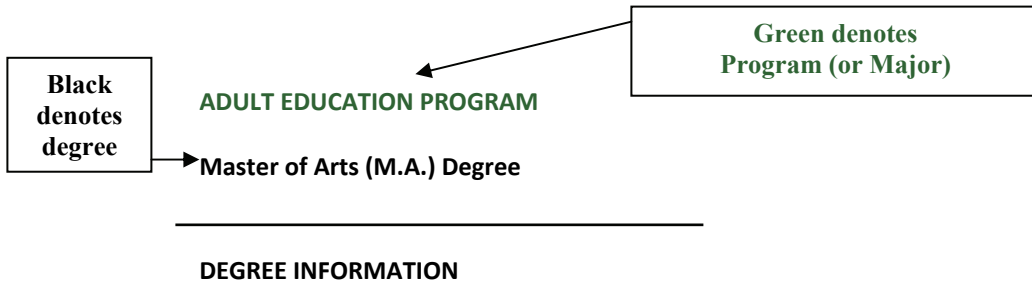 Green denotes
Program (or Major)
Black
denotes
degree
ADULT EDUCATION PROGRAM
Master of Arts (M.A.) Degree
DEGREE INFORMATION